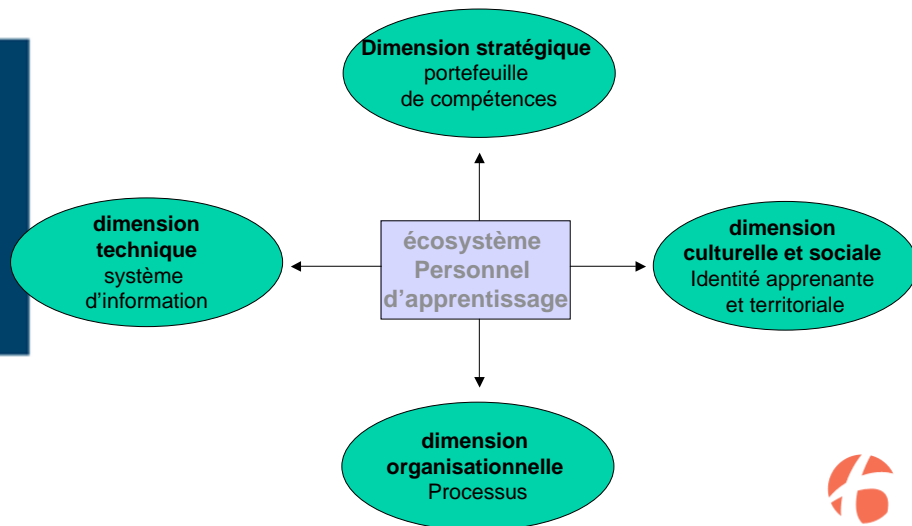 Dimension stratégique
portefeuille
de compétences
dimension
technique
système
d’information
écosystème
Personnel
d’apprentissage
dimension
culturelle et sociale
Identité apprenante
et territoriale
dimension
organisationnelle
Processus